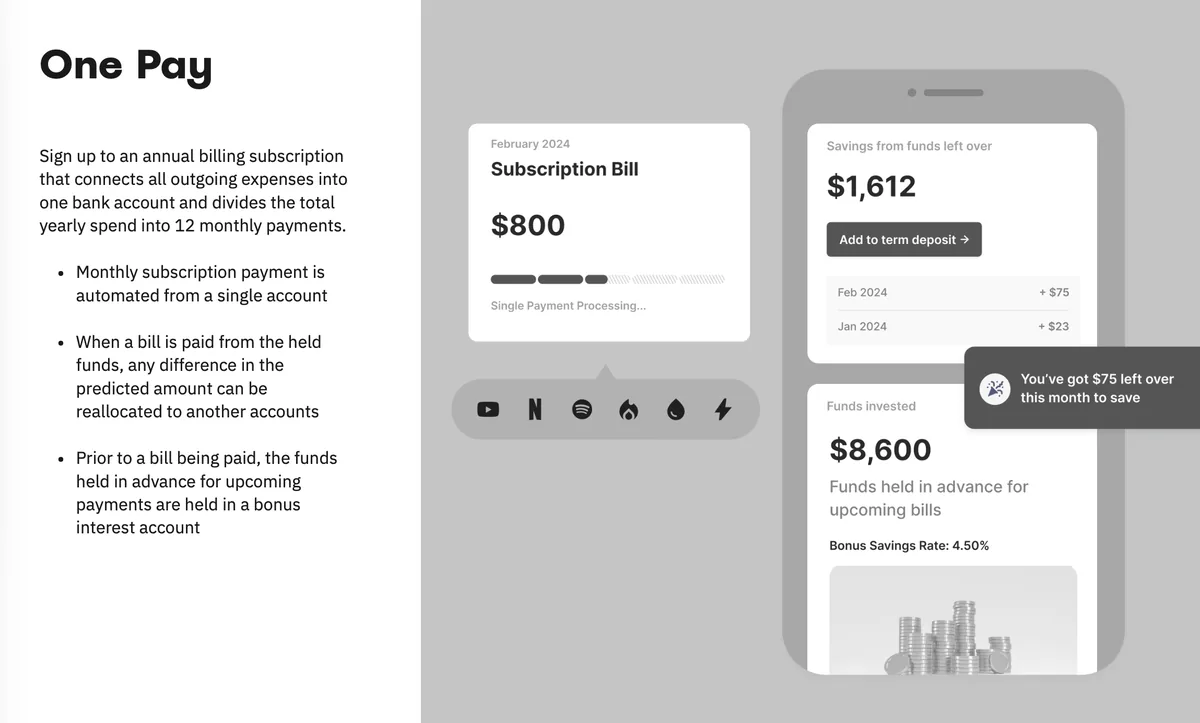 One Pay
Sign up to an annual billing subscription
that connects all outgoing expenses into
one bank account and divides the total
yearly spend into 12 monthly payments.
• Monthly subscription payment is
automated from a single account
• When a bill is paid from the held
funds, any difference in the
predicted amount can be
reallocated to another accounts
• Prior to a bill being paid, the funds
held in advance for upcoming
payments are held in a bonus
interest account
February 2024
Subscription Bill
$800
Single Payment Processing...
N
Savings from funds left over
$1,612
Add to term deposit →
Feb 2024 + $75
Jan 2024 + $23
You’ve got $75 left over
this month to save
Funds invested
$8,600
Funds held in advance for
upcoming bills
Bonus Savings Rate: 4.50%